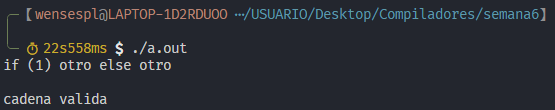 [wensespl@LAPTOP-1D2RDUOO ⋯/USUARIO/Desktop/Compiladores/semana6]
22s558ms $ ./a.out
if (1) otro else otro
cadena valida